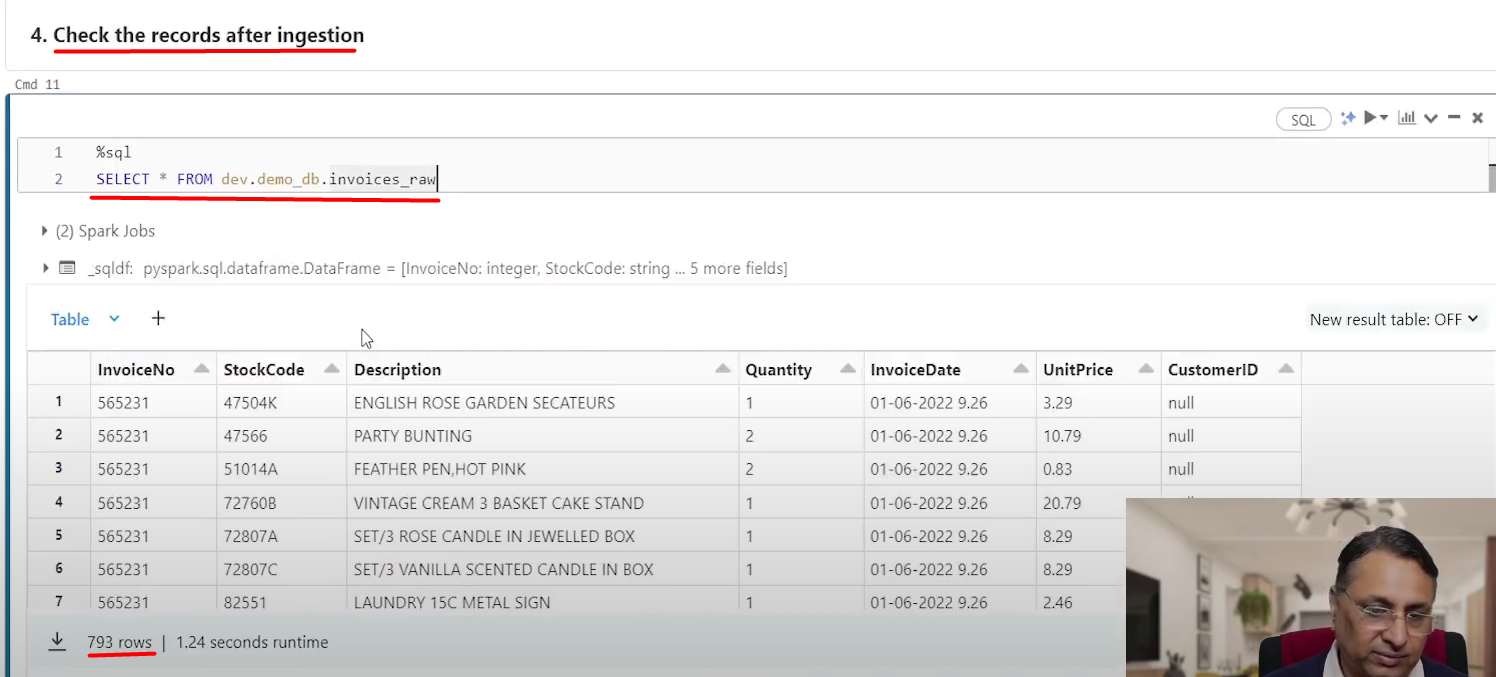 4. Check the records after ingestion
Cmd 11
SQL
1 %sql
2 SELECT * FROM dev.demo_db.invoices_raw
(2) Spark Jobs
_sqldf: pyspark.sql.dataframe.DataFrame = [InvoiceNo: integer, StockCode: string ... 5 more fields]
Table +
New result table: OFF
InvoiceNo StockCode Description Quantity InvoiceDate UnitPrice CustomerID
1 565231 47504K ENGLISH ROSE GARDEN SECATEURS 1 01-06-2022 9.26 3.29 null
2 565231 47566 PARTY BUNTING 2 01-06-2022 9.26 10.79 null
3 565231 51014A FEATHER PEN,HOT PINK 2 01-06-2022 9.26 0.83 null
4 565231 72760B VINTAGE CREAM 3 BASKET CAKE STAND 1 01-06-2022 9.26 20.79
5 565231 72807A SET/3 ROSE CANDLE IN JEWELLED BOX 1 01-06-2022 9.26 8.29
6 565231 72807C SET/3 VANILLA SCENTED CANDLE IN BOX 1 01-06-2022 9.26 8.29
7 565231 82551 LAUNDRY 15C METAL SIGN 1 01-06-2022 9.26 2.46
793 rows | 1.24 seconds runtime